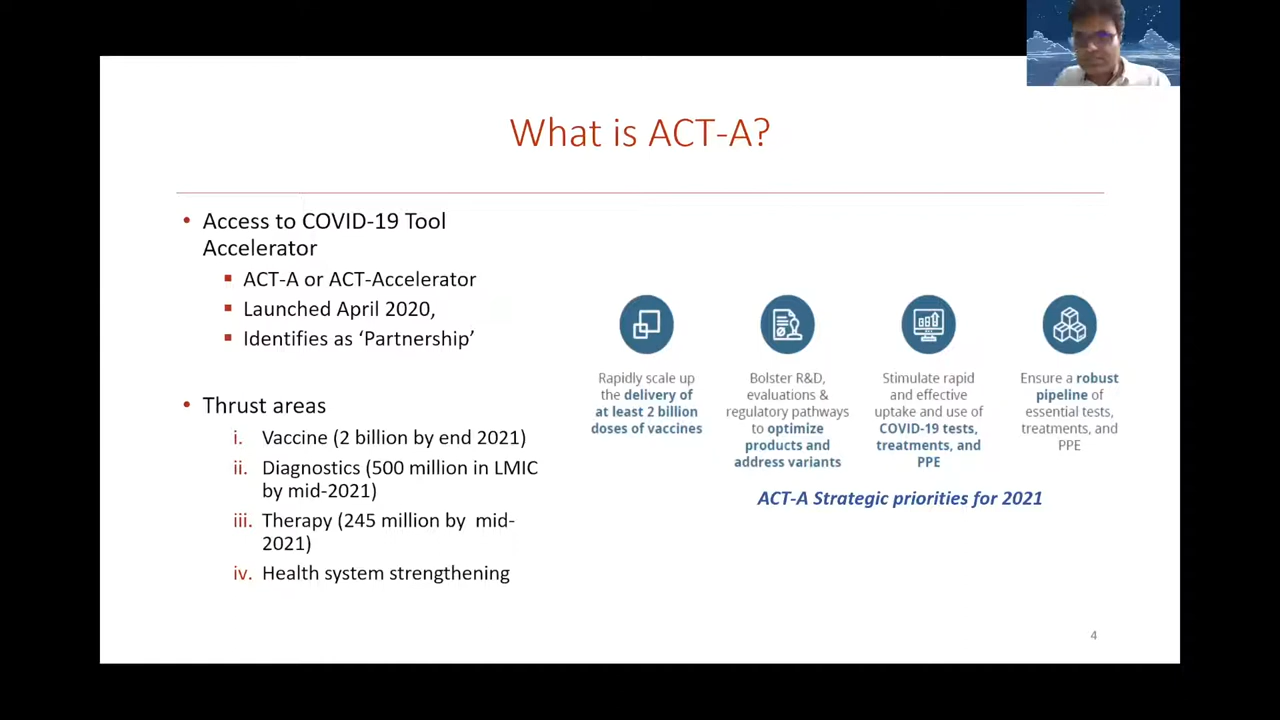 What is ACT-A?
• Access to COVID-19 Tool
Accelerator
▪ ACT-A or ACT-Accelerator
▪ Launched April 2020,
▪ Identifies as ‘Partnership’
• Thrust areas
i. Vaccine (2 billion by end 2021)
ii. Diagnostics (500 million in LMIC
by mid-2021)
iii. Therapy (245 million by mid-
2021)
iv. Health system strengthening
Rapidly scale up
the delivery of
at least 2 billion
doses of vaccines
Bolster R&D,
evaluations &
regulatory pathways
to optimize
products and
address variants
Stimulate rapid
and effective
uptake and use of
COVID-19 tests,
treatments, and
PPE
Ensure a robust
pipeline of
essential tests,
treatments, and
PPE
ACT-A Strategic priorities for 2021
4